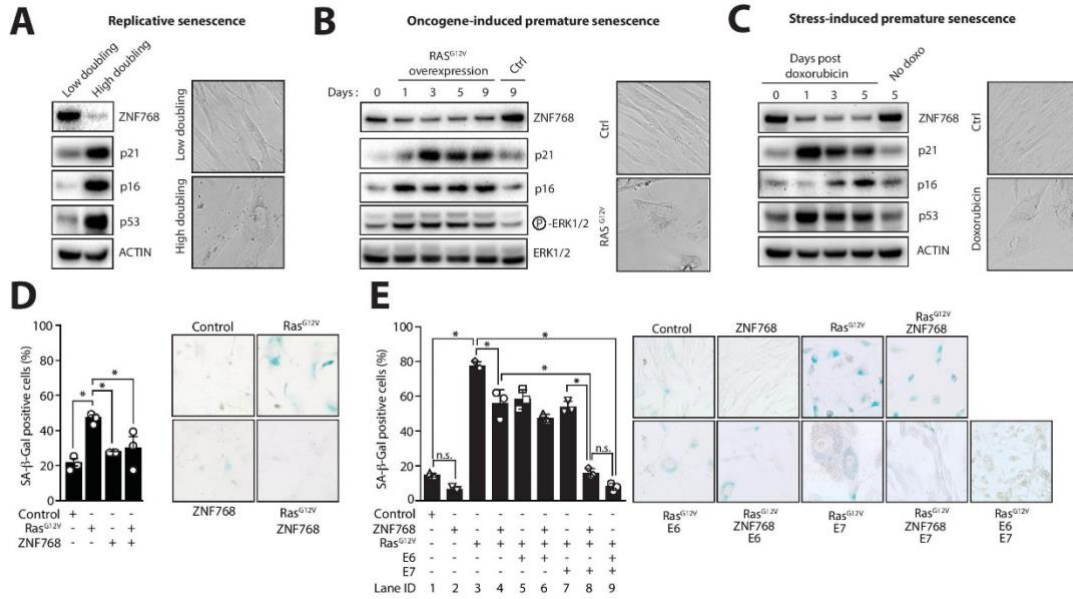 A
Replicative senescence
Low doubling
High doubling
ZNF768
p21
p16
p53
ACTIN
Low doubling
High doubling
B
Oncogene-induced premature senescence
RAS^G12V
overexpression
Ctrl
Days : 0 1 3 5 9 9
ZNF768
p21
p16
Ⓟ-ERK1/2
ERK1/2
Ctrl
RAS G12V
C
Stress-induced premature senescence
Days post
doxorubicin
No doxo
0 1 3 5 5
ZNF768
p21
p16
p53
ACTIN
Ctrl
Doxorubicin
D
SA-β-Gal positive cells (%)
100
80
60
40
20
0
* * *
Control + - - -
Ras^G12V - + - +
ZNF768 - - + +
Control Ras^G12V
ZNF768 Ras^G12V
ZNF768
E
SA-β-Gal positive cells (%)
100
80
60
40
20
0
* * * * *
n.s. n.s.
Control + - - - - - - - -
ZNF768 - + - + - + - + -
Ras^G12V - - + + + + + + +
E6 - - - - + + - - +
E7 - - - - - - + + +
Lane ID 1 2 3 4 5 6 7 8 9
Control ZNF768 Ras^G12V Ras^G12V
ZNF768
Ras^G12V Ras^G12V Ras^G12V Ras^G12V Ras^G12V
E6 ZNF768 E7 ZNF768 E6
E6 E7 E7